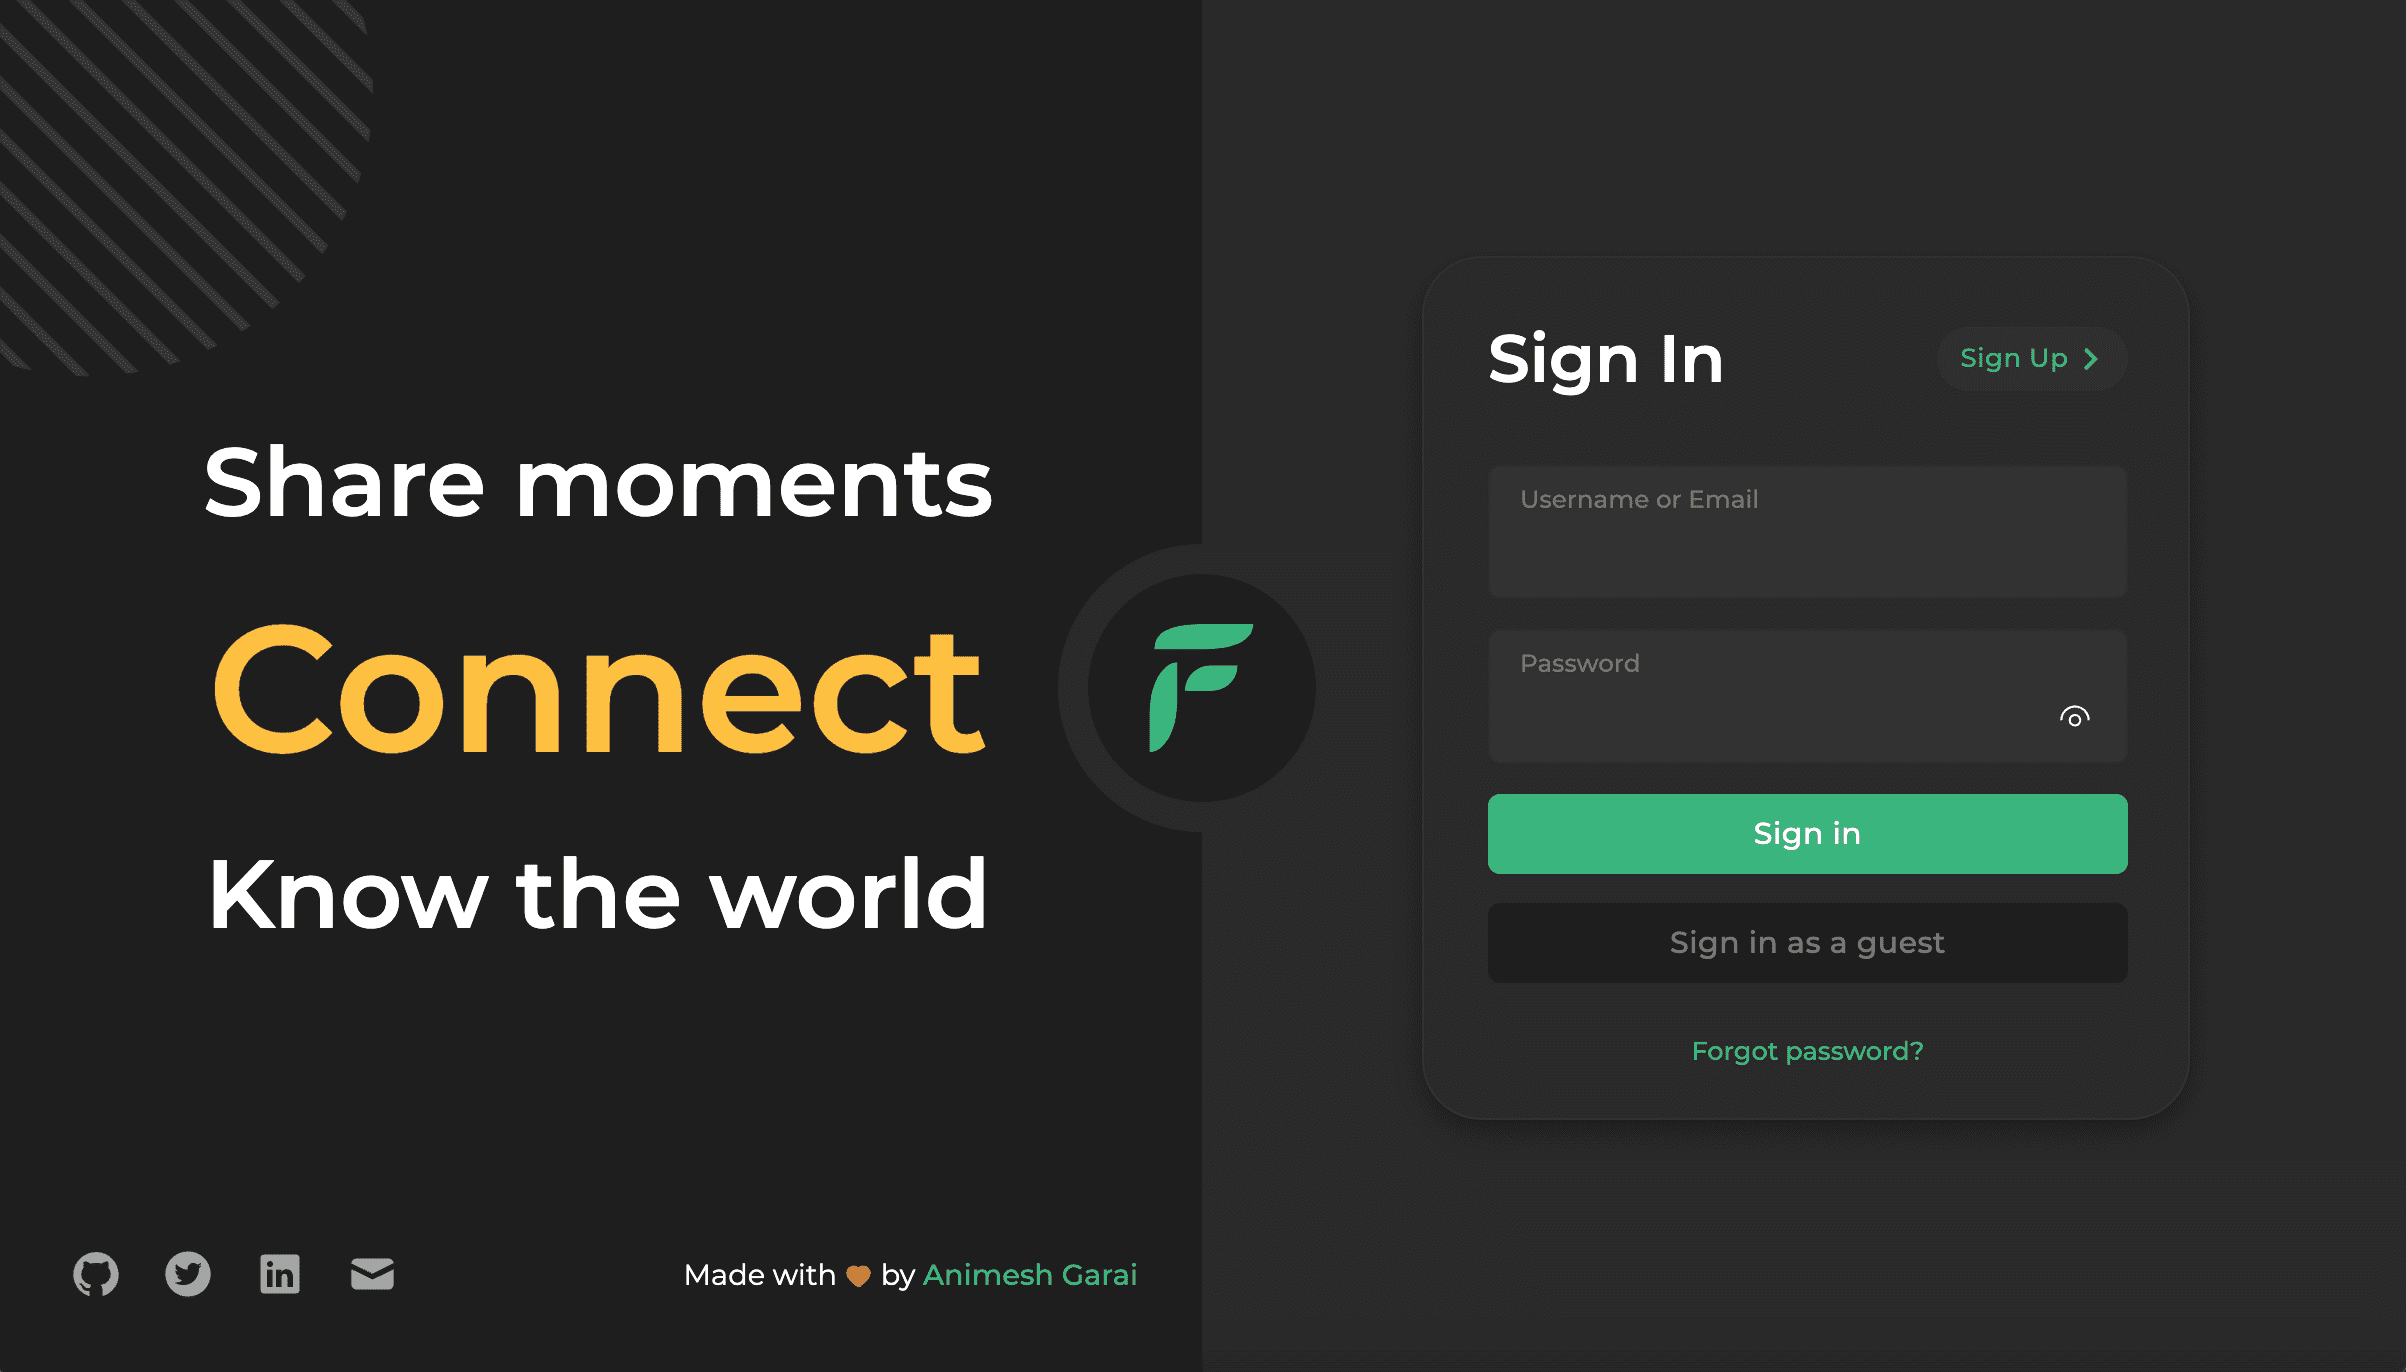 Share moments
Connect
Know the world
Made with by Animesh Garai
Sign In
Sign Up
Username or Email
Password
Sign in
Sign in as a guest
Forgot password?